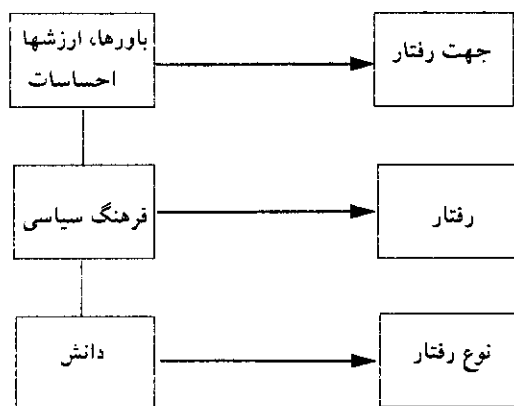 باورها، ارزشها
احساسات
جهت رفتار
فرهنگ سیاسی
رفتار
دانش
نوع رفتار